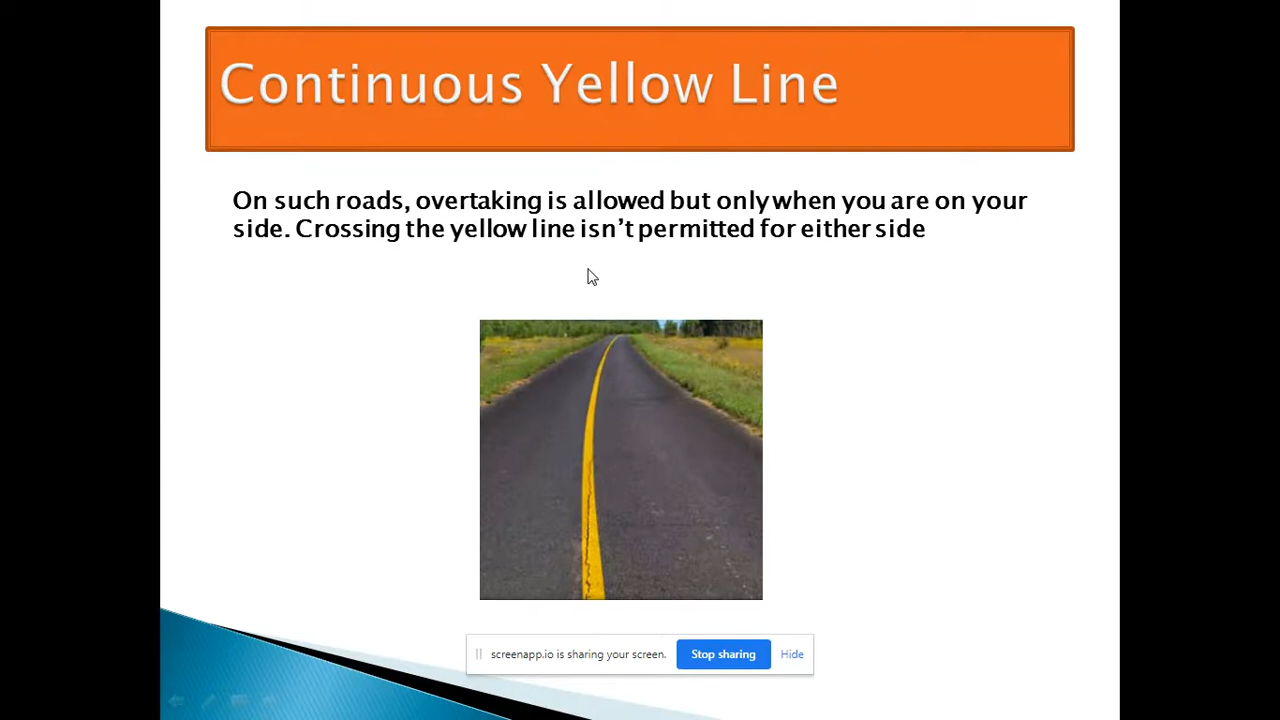 Continuous Yellow Line
On such roads, overtaking is allowed but only when you are on your
side. Crossing the yellow line isn’t permitted for either side
screenapp.io is sharing your screen. Stop sharing Hide